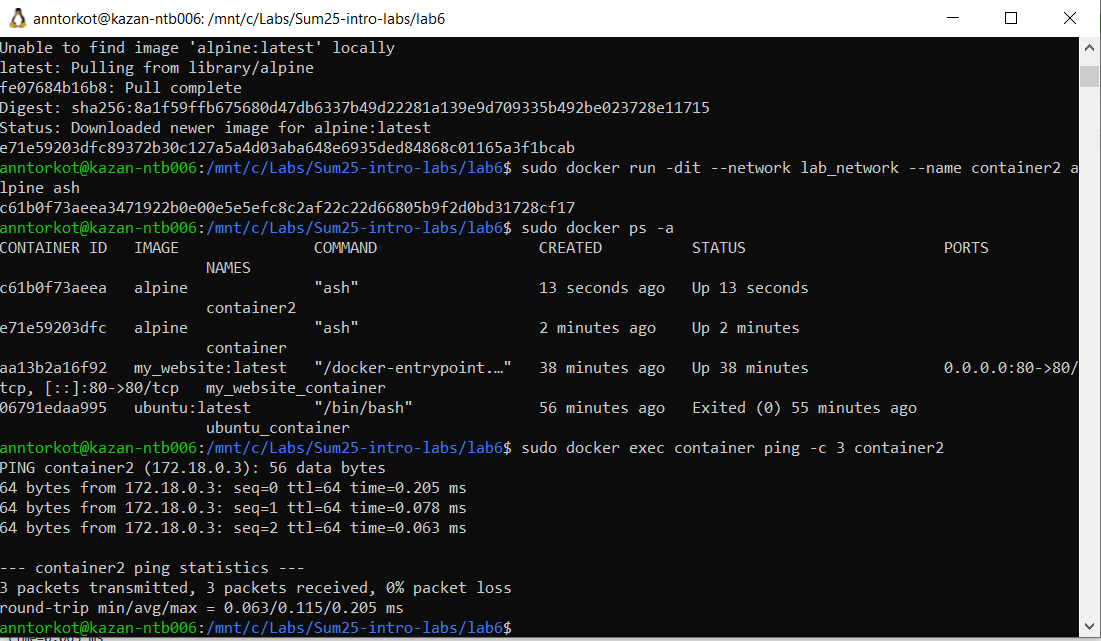 anntorkot@kazan-ntb006: /mnt/c/Labs/Sum25-intro-labs/lab6
Unable to find image 'alpine:latest' locally
latest: Pulling from library/alpine
fe07684b16b8: Pull complete
Digest: sha256:8a1f59ffb675680d47db6337b49d22281a139e9d709335b492be023728e11715
Status: Downloaded newer image for alpine:latest
e71e59203dfc89372b30c127a5a4d03aba648e6935ded84868c01165a3f1bcab
anntorkot@kazan-ntb006:/mnt/c/Labs/Sum25-intro-labs/lab6$ sudo docker run -dit --network lab_network --name container2 a
lpine ash
c61b0f73aeea3471922b0e00e5e5efc8c2af22c22d66805b9f2d0bd31728cf17
anntorkot@kazan-ntb006:/mnt/c/Labs/Sum25-intro-labs/lab6$ sudo docker ps -a
CONTAINER ID   IMAGE               COMMAND                  CREATED          STATUS                      PORTS
                       NAMES
c61b0f73aeea   alpine              "ash"                    13 seconds ago   Up 13 seconds
                       container2
e71e59203dfc   alpine              "ash"                    2 minutes ago    Up 2 minutes
                       container
aa13b2a16f92   my_website:latest   "/docker-entrypoint.…"   38 minutes ago   Up 38 minutes               0.0.0.0:80->80/
tcp, [::]:80->80/tcp   my_website_container
06791edaa995   ubuntu:latest       "/bin/bash"              56 minutes ago   Exited (0) 55 minutes ago
                       ubuntu_container
anntorkot@kazan-ntb006:/mnt/c/Labs/Sum25-intro-labs/lab6$ sudo docker exec container ping -c 3 container2
PING container2 (172.18.0.3): 56 data bytes
64 bytes from 172.18.0.3: seq=0 ttl=64 time=0.205 ms
64 bytes from 172.18.0.3: seq=1 ttl=64 time=0.078 ms
64 bytes from 172.18.0.3: seq=2 ttl=64 time=0.063 ms

--- container2 ping statistics ---
3 packets transmitted, 3 packets received, 0% packet loss
round-trip min/avg/max = 0.063/0.115/0.205 ms
anntorkot@kazan-ntb006:/mnt/c/Labs/Sum25-intro-labs/lab6$